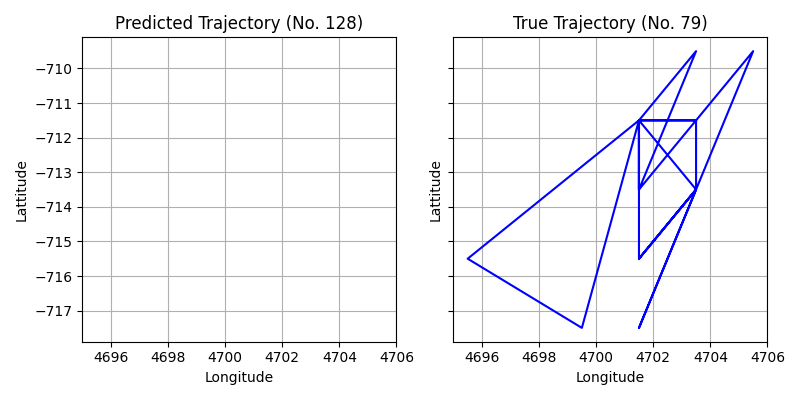 Predicted Trajectory (No. 128)
True Trajectory (No. 79)
−710
−711
−712
−713
−714
−715
−716
−717
Lattitude
Lattitude
4696 4698 4700 4702 4704 4706
4696 4698 4700 4702 4704 4706
Longitude
Longitude